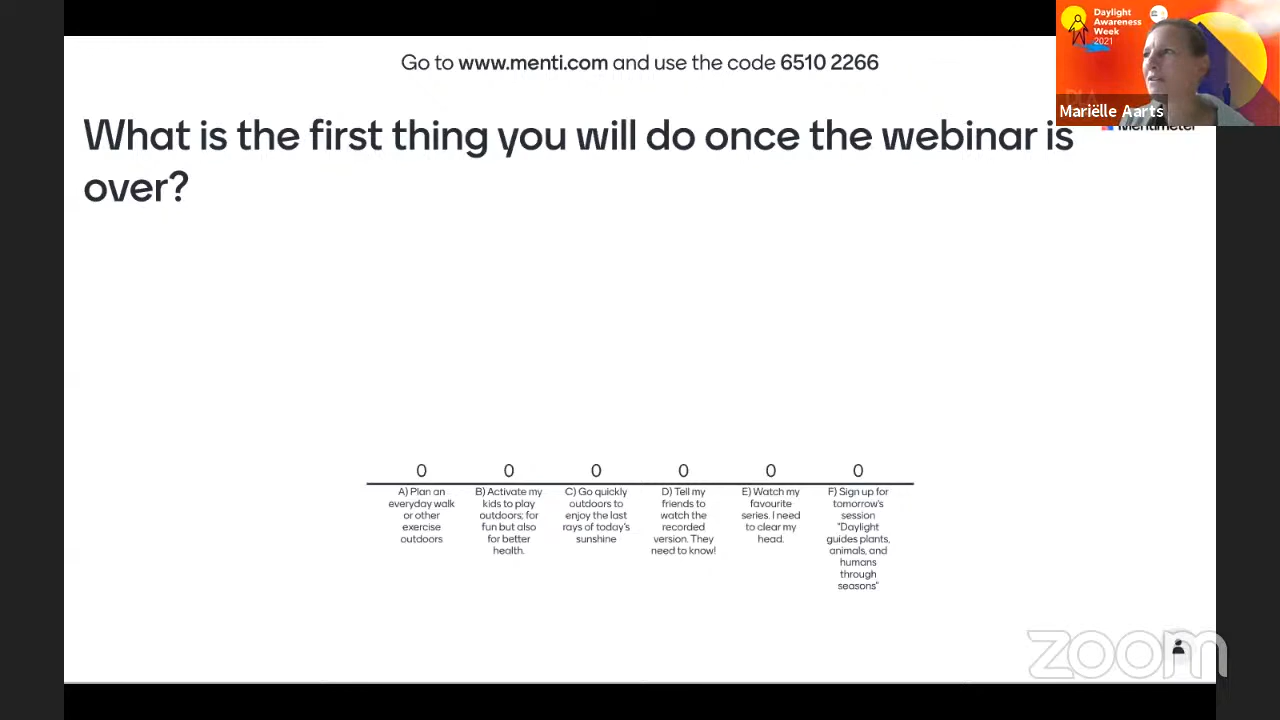 Go to www.menti.com and use the code 6510 2266
Daylight
Awareness
Week
2021
Mariëlle Aarts
Mentimeter
What is the first thing you will do once the webinar is
over?
0
0
0
0
0
0
A) Plan an
everyday walk
or other
exercise
outdoors
B) Activate my
kids to play
outdoors; for
fun but also
for better
health.
C) Go quickly
outdoors to
enjoy the last
rays of today's
sunshine
D) Tell my
friends to
watch the
recorded
version. They
need to know!
E) Watch my
favourite
series. I need
to clear my
head.
F) Sign up for
tomorrow's
session
"Daylight
guides plants,
animals, and
humans
through
seasons"
zoom